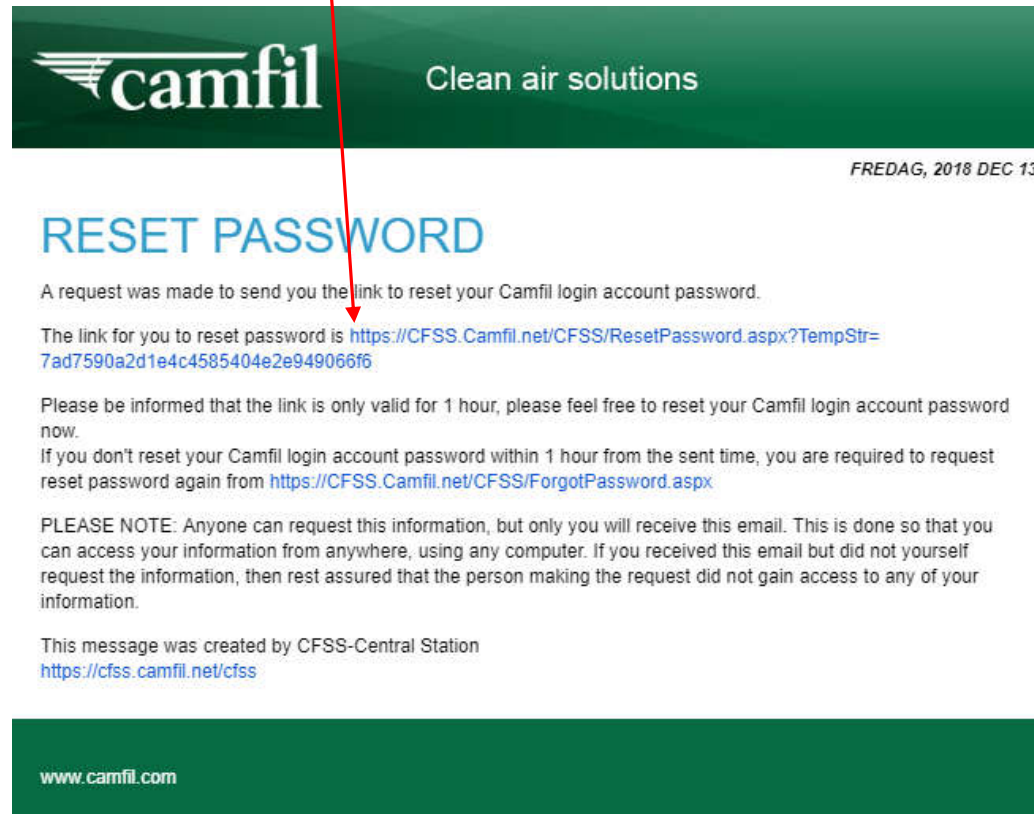 camfil
Clean air solutions
FREDAG, 2018 DEC 13
RESET PASSWORD
A request was made to send you the link to reset your Camfil login account password.
The link for you to reset password is https://CFSS.Camfil.net/CFSS/ResetPassword.aspx?TempStr=
7ad7590a2d1e4c4585404e2e949066f6
Please be informed that the link is only valid for 1 hour, please feel free to reset your Camfil login account password
now.
If you don't reset your Camfil login account password within 1 hour from the sent time, you are required to request
reset password again from https://CFSS.Camfil.net/CFSS/ForgotPassword.aspx
PLEASE NOTE: Anyone can request this information, but only you will receive this email. This is done so that you
can access your information from anywhere, using any computer. If you received this email but did not yourself
request the information, then rest assured that the person making the request did not gain access to any of your
information.
This message was created by CFSS-Central Station
https://cfss.camfil.net/cfss
www.camfil.com